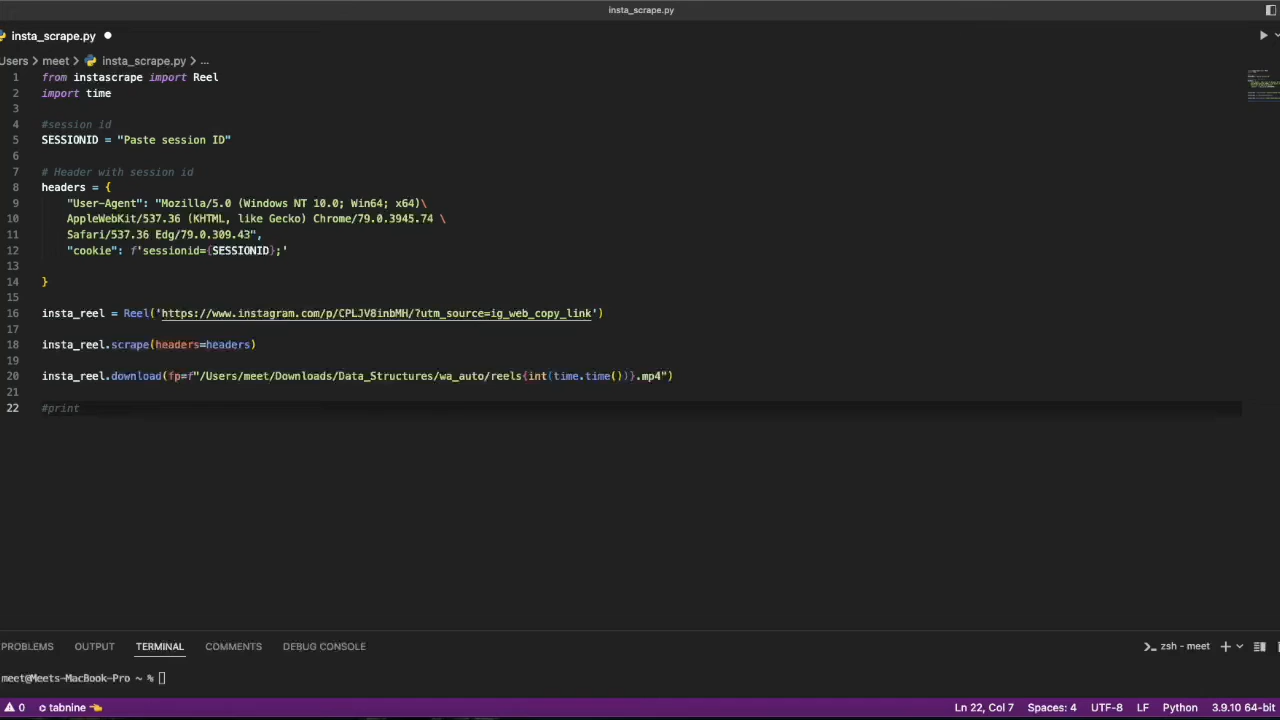 insta_scrape.py
insta_scrape.py
Users > meet > insta_scrape.py > ...
1 from instascrape import Reel
2 import time
3
4 #session id
5 SESSIONID = "Paste session ID"
6
7 # Header with session id
8 headers = {
9 "User-Agent": "Mozilla/5.0 (Windows NT 10.0; Win64; x64)\
10 AppleWebKit/537.36 (KHTML, like Gecko) Chrome/79.0.3945.74 \
11 Safari/537.36 Edg/79.0.309.43",
12 "cookie": f'sessionid={SESSIONID};'
13
14 }
15
16 insta_reel = Reel('https://www.instagram.com/p/CPLJV8inbMH/?utm_source=ig_web_copy_link')
17
18 insta_reel.scrape(headers=headers)
19
20 insta_reel.download(fp=f"/Users/meet/Downloads/Data_Structures/wa_auto/reels{int(time.time())}.mp4")
21
22 #print
PROBLEMS OUTPUT TERMINAL COMMENTS DEBUG CONSOLE zsh - meet
meet@Meets-MacBook-Pro ~ %
0 tabnine Ln 22, Col 7 Spaces: 4 UTF-8 LF Python 3.9.10 64-bit